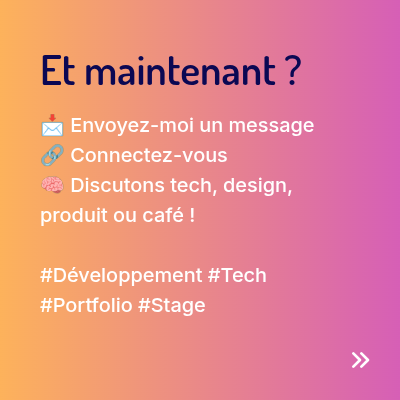 Et maintenant ?
📩 Envoyez-moi un message
🔗 Connectez-vous
🧠 Discutons tech, design,
produit ou café !
#Développement #Tech
#Portfolio #Stage